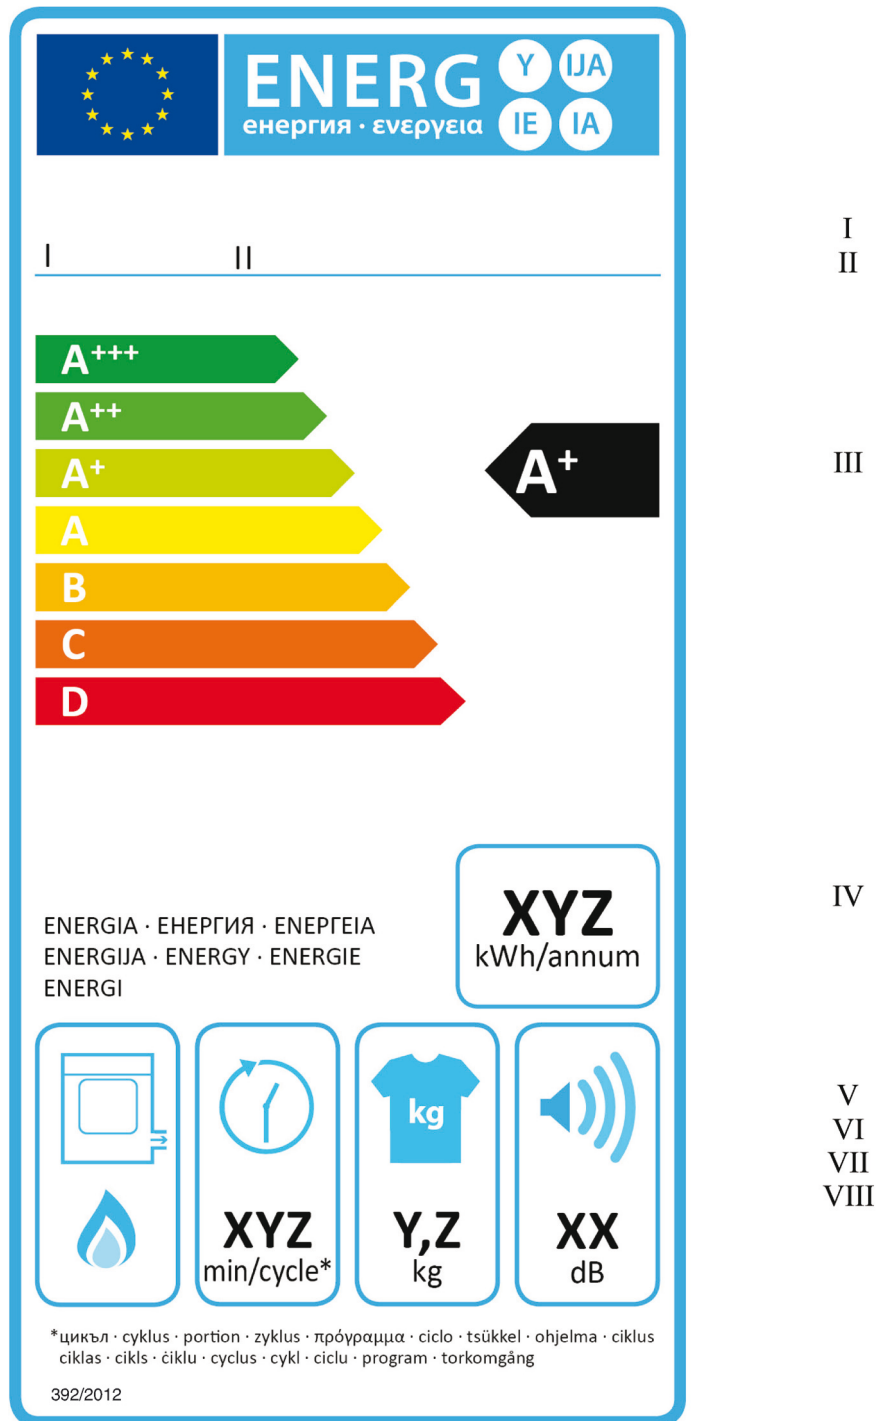 ENERG Y IJA
енергия · ενεργεια IE IA
I II
I
II
A+++
A++
A+
A
B
C
D
A+
III
XYZ
kWh/annum
IV
ENERGIA · ЕНЕРГИЯ · ΕΝΕΡΓΕΙΑ
ENERGIJA · ENERGY · ENERGIE
ENERGI
kg
XYZ
min/cycle*
Y,Z
kg
XX
dB
V
VI
VII
VIII
*цикъл · cyklus · portion · zyklus · πρόγραμμα · ciclo · tsükkel · ohjelma · ciklus
ciklas · cikls · ċiklu · cyclus · cykl · ciclu · program · torkomgång
392/2012